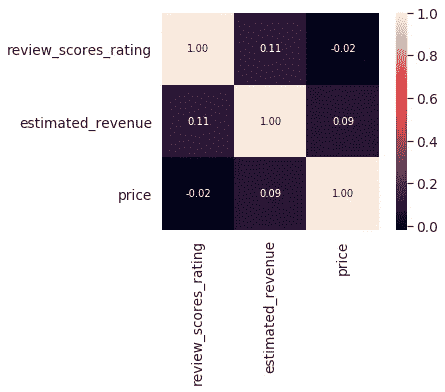 review_scores_rating
estimated_revenue
price
1.00 0.11 -0.02
0.11 1.00 0.09
-0.02 0.09 1.00
review_scores_rating
estimated_revenue
price
1.0
0.8
0.6
0.4
0.2
0.0